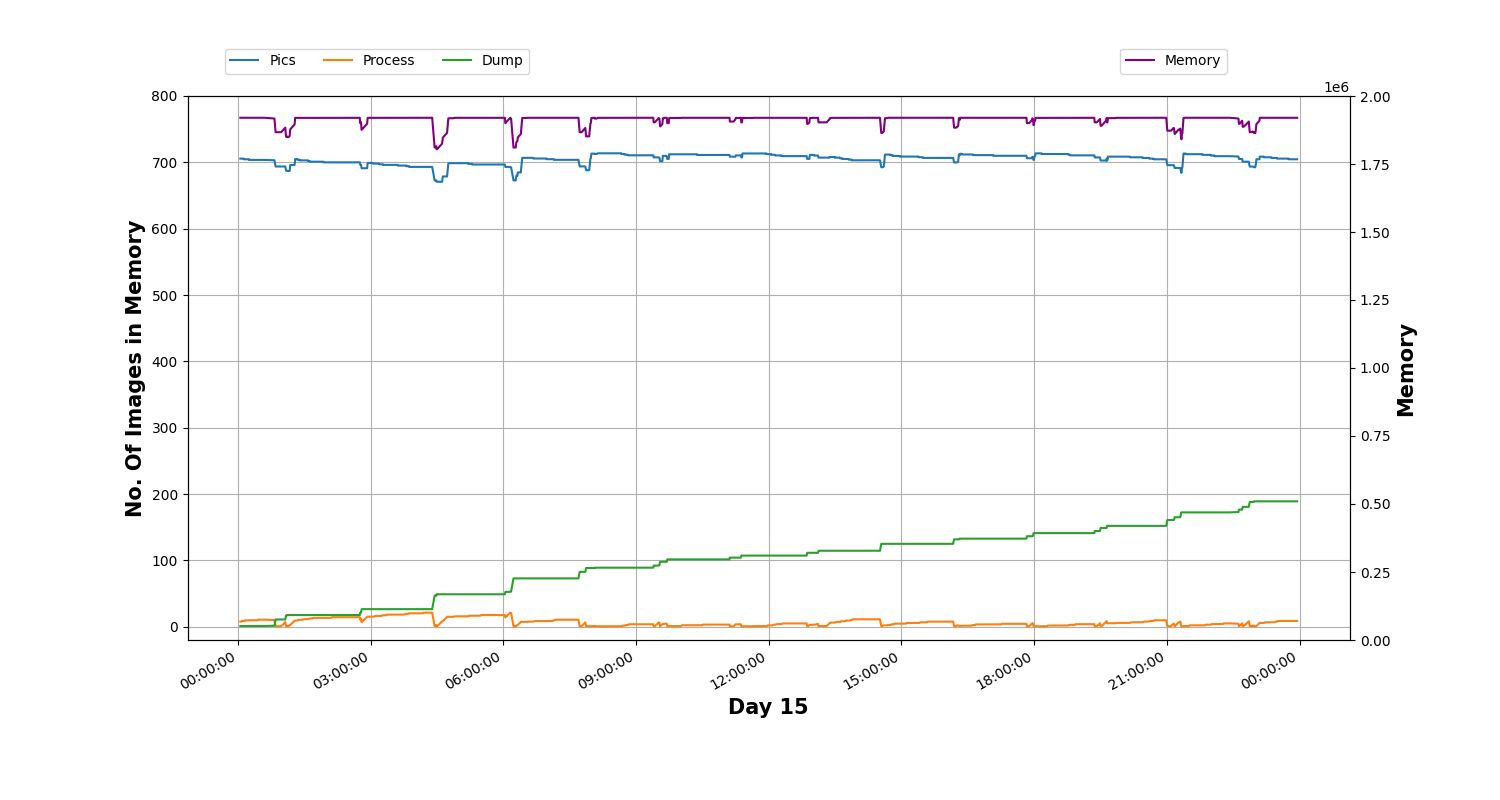 Pics Process Dump Memory
1e6
800 2.00
700 1.75
600 1.50
500 1.25
400 1.00
300 0.75
200 0.50
100 0.25
0 0.00
No. Of Images in Memory
Memory
00:00:00 03:00:00 06:00:00 09:00:00 12:00:00 15:00:00 18:00:00 21:00:00 00:00:00
Day 15